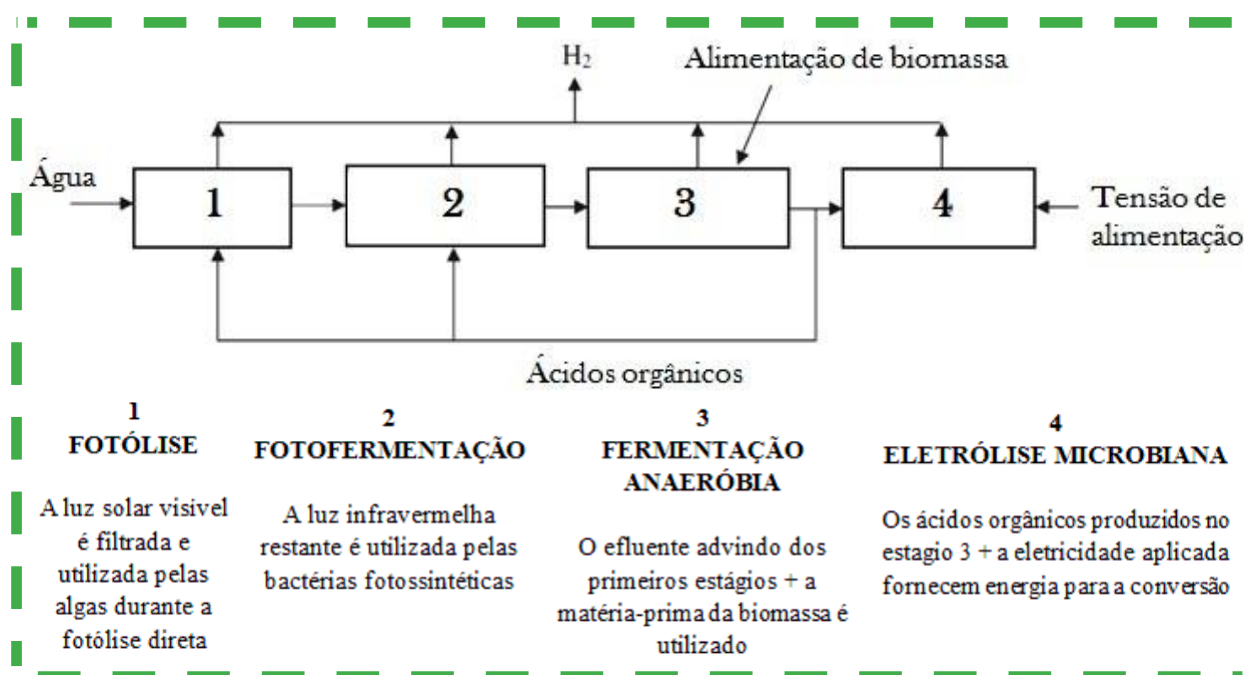 H₂
Alimentação de biomassa
Água
1
2
3
4
Tensão de
alimentação
Ácidos orgânicos
1
FOTÓLISE
A luz solar visível
é filtrada e
utilizada pelas
algas durante a
fotólise direta
2
FOTOFERMENTAÇÃO
A luz infravermelha
restante é utilizada pelas
bactérias fotossintéticas
3
FERMENTAÇÃO
ANAERÓBIA
O efluente advindo dos
primeiros estágios + a
matéria-prima da biomassa é
utilizado
4
ELETRÓLISE MICROBIANA
Os ácidos orgânicos produzidos no
estagio 3 + a eletricidade aplicada
fornecem energia para a conversão